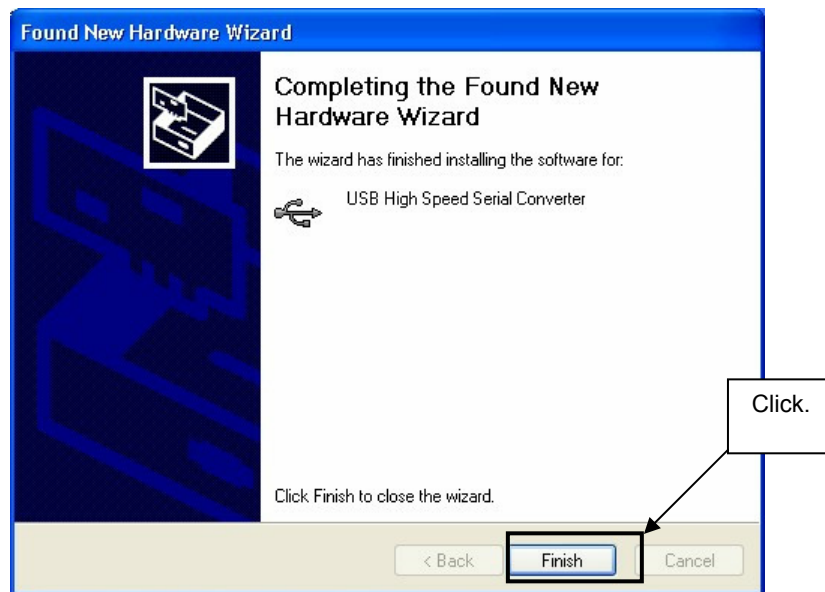 Found New Hardware Wizard
Completing the Found New
Hardware Wizard
The wizard has finished installing the software for:
USB High Speed Serial Converter
Click.
Click Finish to close the wizard.
< Back
Finish
Cancel